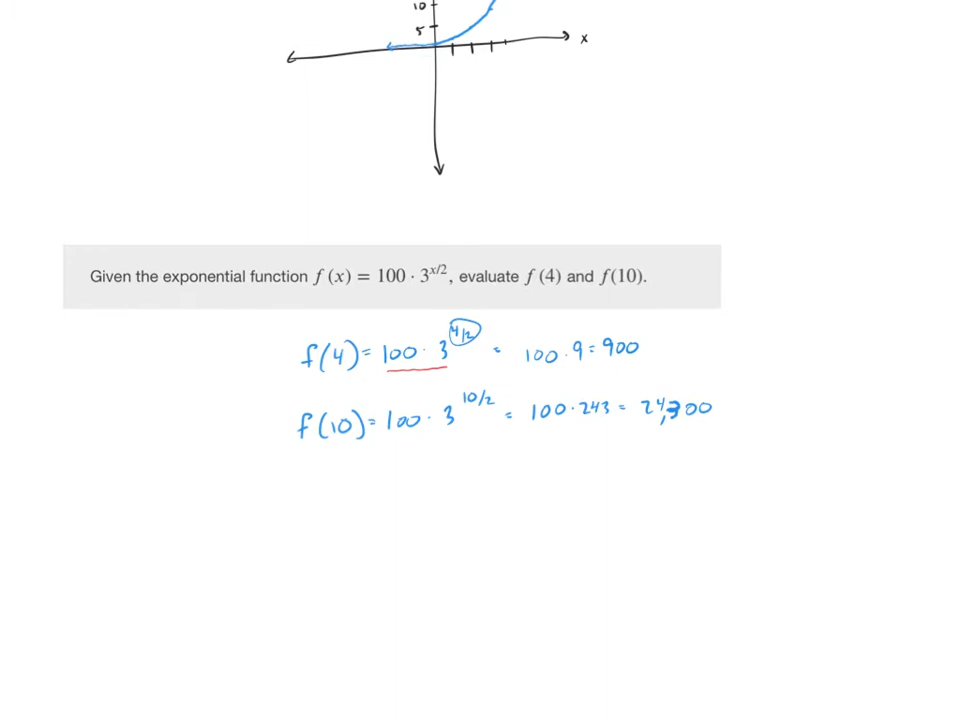 10
5
x
Given the exponential function f (x) = 100 · 3^{x/2}, evaluate f (4) and f(10).
f(4) = 100 · 3^{4/2} = 100 · 9 = 900
f(10) = 100 · 3^{10/2} = 100 · 243 = 24,300